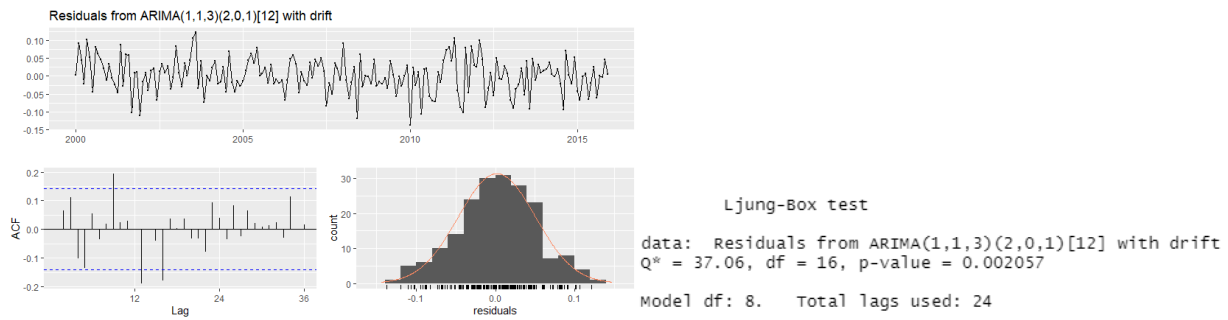 Residuals from ARIMA(1,1,3)(2,0,1)[12] with drift
0.10
0.05
0.00
-0.05
-0.10
-0.15
2000 2005 2010 2015
0.2
0.1
0.0
-0.1
-0.2
ACF
12 24 36
Lag
30
20
10
0
count
-0.1 0.0 0.1
residuals
Ljung-Box test
data: Residuals from ARIMA(1,1,3)(2,0,1)[12] with drift
Q* = 37.06, df = 16, p-value = 0.002057
Model df: 8. Total lags used: 24